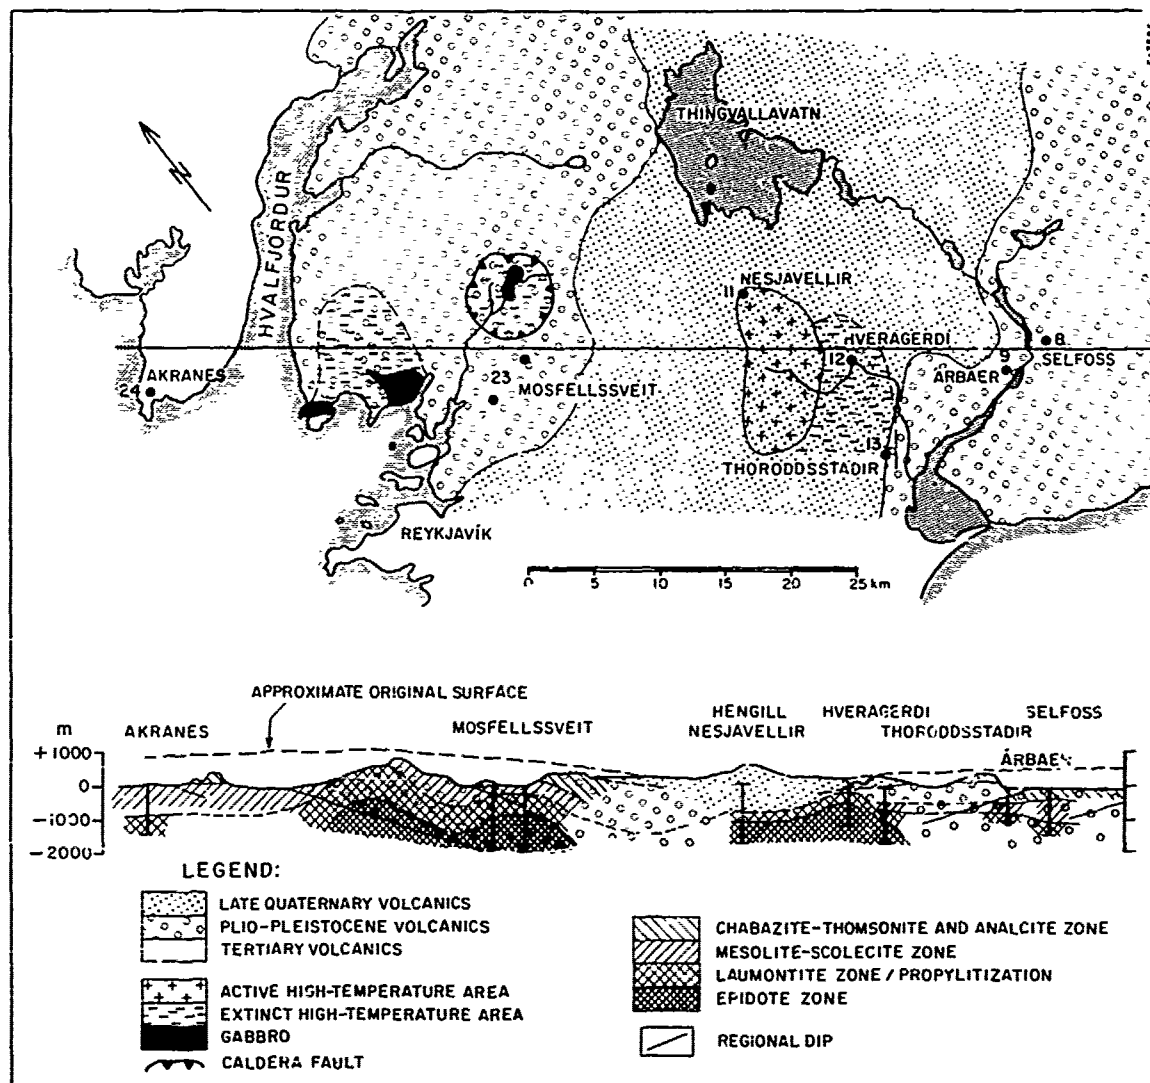 THINGVALLAVATN
HVALFJÖRDUR
N
11 NESJAVELLIR
HVERAGERDI
12
8
SELFOSS
9
ÁRBAER
24 AKRANES
23
MOSFELLSSVEIT
13
THORODDSSTADIR
REYKJAVÍK
0 5 10 15 20 25 km
APPROXIMATE ORIGINAL SURFACE
HENGILL HVERAGERDI SELFOSS
m AKRANES MOSFELLSSVEIT NESJAVELLIR THORODDSSTADIR
+1000
ÁRBAER
0
-1000
-2000
LEGEND:
LATE QUATERNARY VOLCANICS
PLIO-PLEISTOCENE VOLCANICS
TERTIARY VOLCANICS
ACTIVE HIGH-TEMPERATURE AREA
EXTINCT HIGH-TEMPERATURE AREA
GABBRO
CALDERA FAULT
CHABAZITE-THOMSONITE AND ANALCITE ZONE
MESOLITE-SCOLECITE ZONE
LAUMONTITE ZONE / PROPYLITIZATION
EPIDOTE ZONE
REGIONAL DIP